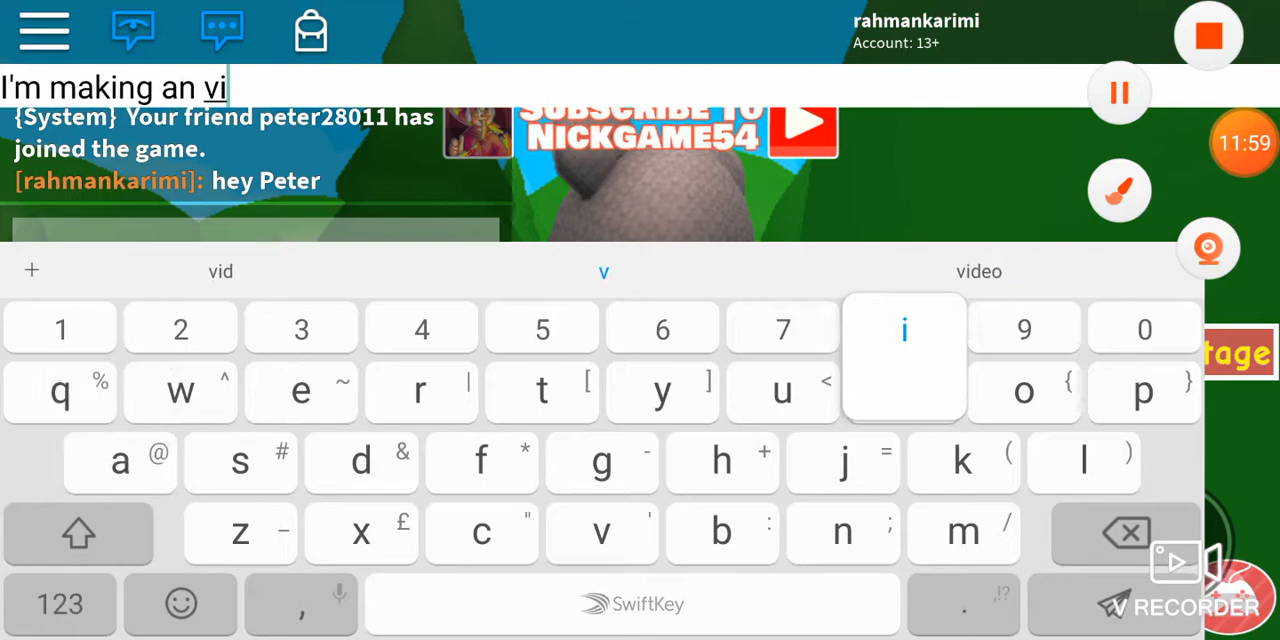 rahmankarimi
Account: 13+
I'm making an vi
{System} Your friend peter28011 has
joined the game.
[rahmankarimi]: hey Peter
SUBSCRIBE TO
NICKGAME54
11:59
vid v video
1 2 3 4 5 6 7 i 9 0
q % w ^ e ~ r | t [ y ] u < o { p }
a @ s # d & f * g - h + j = k ( l )
z _ x £ c " v ' b : n ; m /
123 , SwiftKey . ,!?
tage
V RECORDER